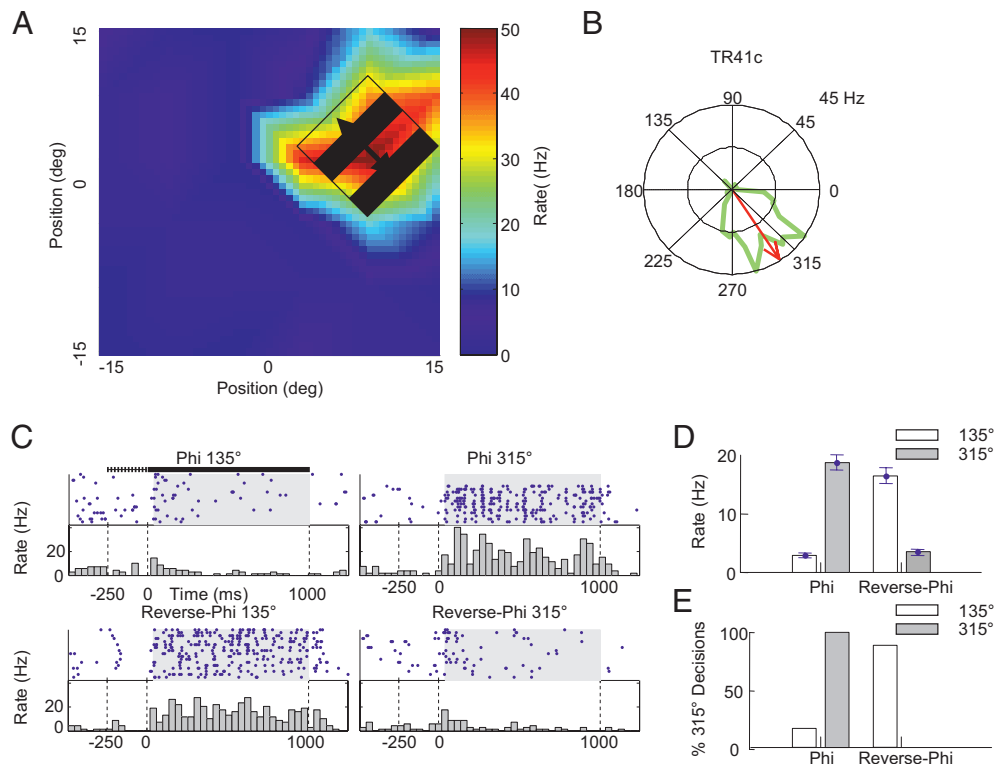 A
15
Position (deg)
0
-15
-15
0
15
Position (deg)
50
40
30
20
10
0
Rate( (Hz)
B
TR41c
90
45 Hz
135
45
180
0
225
315
270
C
Phi 135°
Phi 315°
Rate (Hz)
20
0
-250
0
Time (ms)
1000
-250
0
1000
Reverse-Phi 135°
Reverse-Phi 315°
Rate (Hz)
20
0
-250
0
1000
-250
0
1000
D
135°
315°
Rate (Hz)
20
10
0
Phi
Reverse-Phi
E
135°
315°
% 315° Decisions
100
50
0
Phi
Reverse-Phi